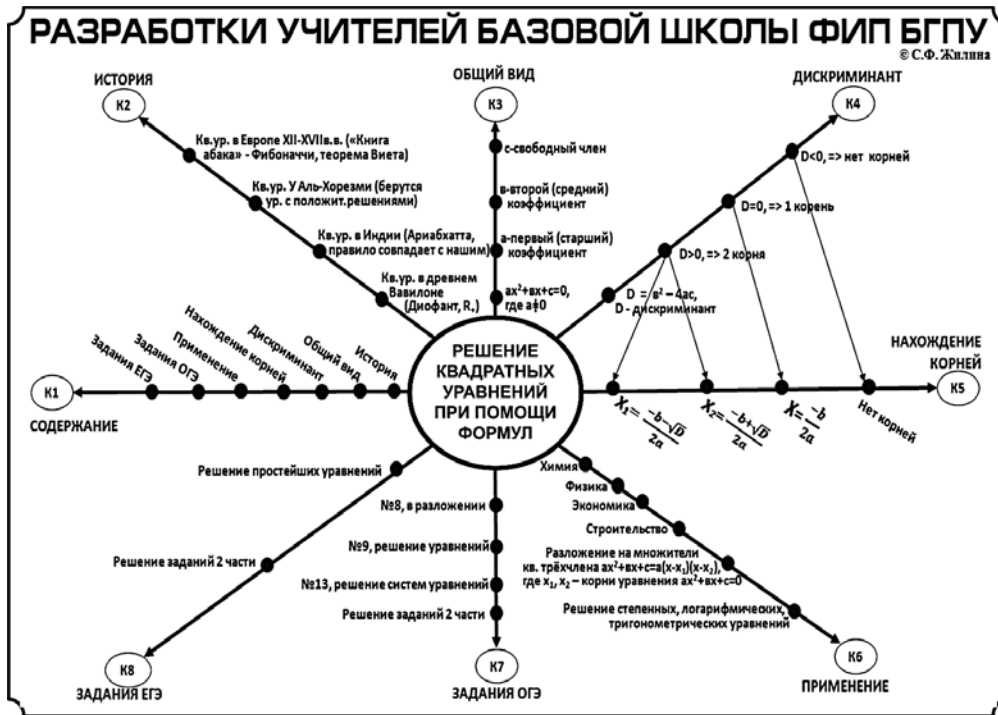 РАЗРАБОТКИ УЧИТЕЛЕЙ БАЗОВОЙ ШКОЛЫ ФИП БГПУ
© С.Ф. Жилина
ИСТОРИЯ
К2
Кв.ур. в Европе XII-XVIIв.в. («Книга
абака» - Фибоначчи, теорема Виета)
Кв.ур. У Аль-Хорезми (берутся
ур. с положит.решениями)
Кв.ур. в Индии (Ариабхатта,
правило совпадает с нашим)
Кв.ур. в древнем
Вавилоне
(Диофант, R₊)
ОБЩИЙ ВИД
К3
с-свободный член
в-второй (средний)
коэффициент
а-первый (старший)
коэффициент
ах²+вх+с=0,
где а≠0
ДИСКРИМИНАНТ
К4
D<0, => нет корней
D=0, => 1 корень
D>0, => 2 корня
D = в² – 4ас,
D - дискриминант
РЕШЕНИЕ
КВАДРАТНЫХ
УРАВНЕНИЙ
ПРИ ПОМОЩИ
ФОРМУЛ
К1
СОДЕРЖАНИЕ
Задания ЕГЭ
Задания ОГЭ
Применение
Нахождение корней
Дискриминант
Общий вид
История
НАХОЖДЕНИЕ
КОРНЕЙ
К5
X₁= -b-√D / 2a
X₂= -b+√D / 2a
X= -b / 2a
Нет корней
Химия
Физика
Экономика
Строительство
Разложение на множители
кв. трёхчлена ах²+вх+с=а(х-х₁)(х-х₂),
где х₁, х₂ – корни уравнения ах²+вх+с=0
Решение степенных, логарифмических,
тригонометрических уравнений
К6
ПРИМЕНЕНИЕ
№8, в разложении
№9, решение уравнений
№13, решение систем уравнений
Решение заданий 2 части
К7
ЗАДАНИЯ ОГЭ
Решение простейших уравнений
Решение заданий 2 части
К8
ЗАДАНИЯ ЕГЭ